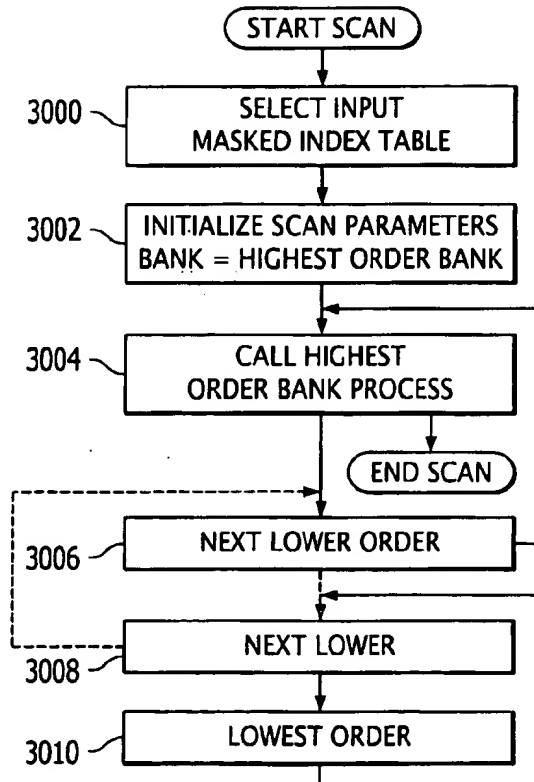 START SCAN
3000
SELECT INPUT
MASKED INDEX TABLE
3002
INITIALIZE SCAN PARAMETERS
BANK = HIGHEST ORDER BANK
3004
CALL HIGHEST
ORDER BANK PROCESS
END SCAN
3006
NEXT LOWER ORDER
3008
NEXT LOWER
3010
LOWEST ORDER